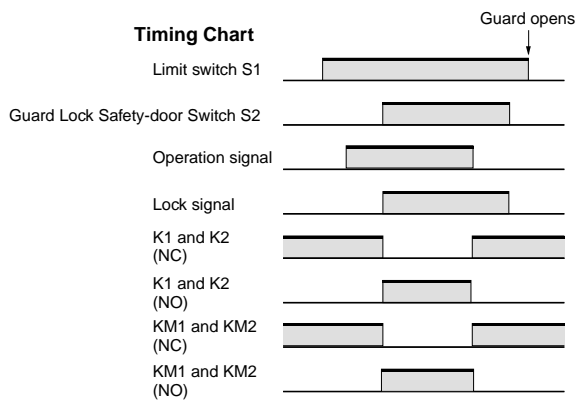 Guard opens
Timing Chart
Limit switch S1
Guard Lock Safety-door Switch S2
Operation signal
Lock signal
K1 and K2
(NC)
K1 and K2
(NO)
KM1 and KM2
(NC)
KM1 and KM2
(NO)